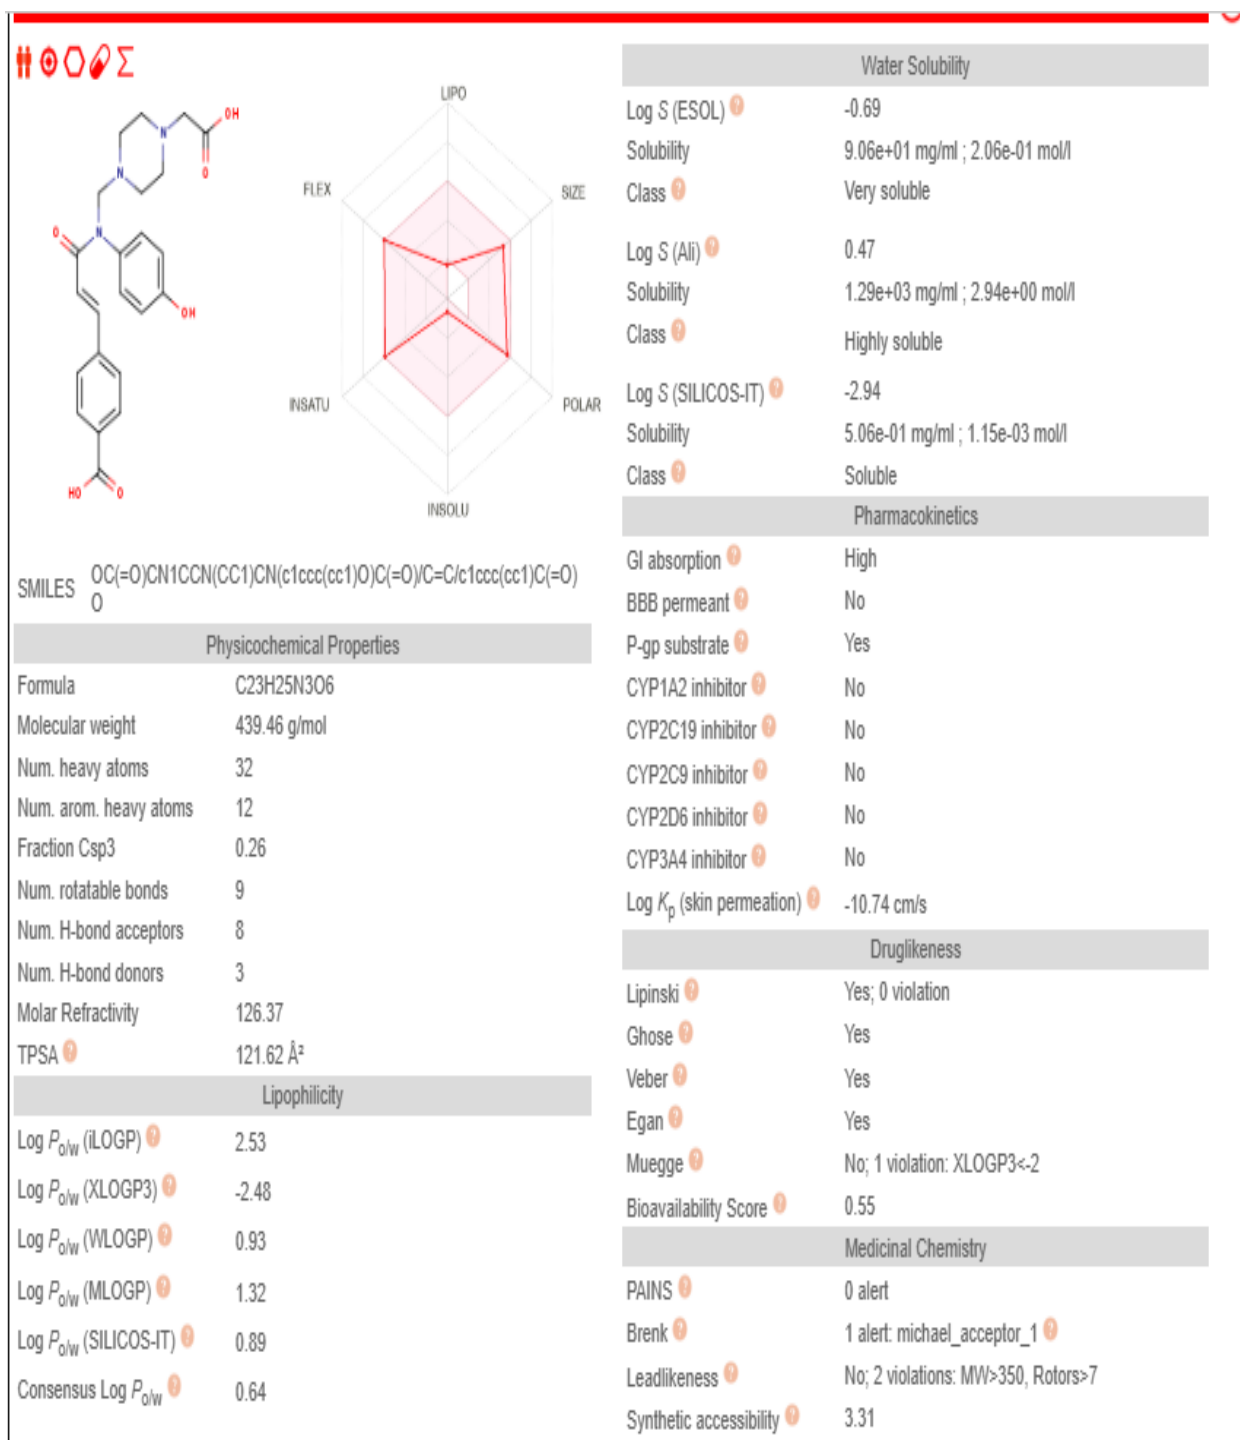 OH
N
O
N
O
N
OH
HO
O
LIPO
FLEX
SIZE
INSATU
POLAR
INSOLU
SMILES OC(=O)CN1CCN(CC1)CN(c1ccc(cc1)O)C(=O)/C=C/c1ccc(cc1)C(=O)
O
Physicochemical Properties
Formula C23H25N3O6
Molecular weight 439.46 g/mol
Num. heavy atoms 32
Num. arom. heavy atoms 12
Fraction Csp3 0.26
Num. rotatable bonds 9
Num. H-bond acceptors 8
Num. H-bond donors 3
Molar Refractivity 126.37
TPSA ? 121.62 Å²
Lipophilicity
Log Po/w (iLOGP) ? 2.53
Log Po/w (XLOGP3) ? -2.48
Log Po/w (WLOGP) ? 0.93
Log Po/w (MLOGP) ? 1.32
Log Po/w (SILICOS-IT) ? 0.89
Consensus Log Po/w ? 0.64
Water Solubility
Log S (ESOL) ? -0.69
Solubility 9.06e+01 mg/ml ; 2.06e-01 mol/l
Class ? Very soluble
Log S (Ali) ? 0.47
Solubility 1.29e+03 mg/ml ; 2.94e+00 mol/l
Class ? Highly soluble
Log S (SILICOS-IT) ? -2.94
Solubility 5.06e-01 mg/ml ; 1.15e-03 mol/l
Class ? Soluble
Pharmacokinetics
GI absorption ? High
BBB permeant ? No
P-gp substrate ? Yes
CYP1A2 inhibitor ? No
CYP2C19 inhibitor ? No
CYP2C9 inhibitor ? No
CYP2D6 inhibitor ? No
CYP3A4 inhibitor ? No
Log Kp (skin permeation) ? -10.74 cm/s
Druglikeness
Lipinski ? Yes; 0 violation
Ghose ? Yes
Veber ? Yes
Egan ? Yes
Muegge ? No; 1 violation: XLOGP3<-2
Bioavailability Score ? 0.55
Medicinal Chemistry
PAINS ? 0 alert
Brenk ? 1 alert: michael_acceptor_1 ?
Leadlikeness ? No; 2 violations: MW>350, Rotors>7
Synthetic accessibility ? 3.31